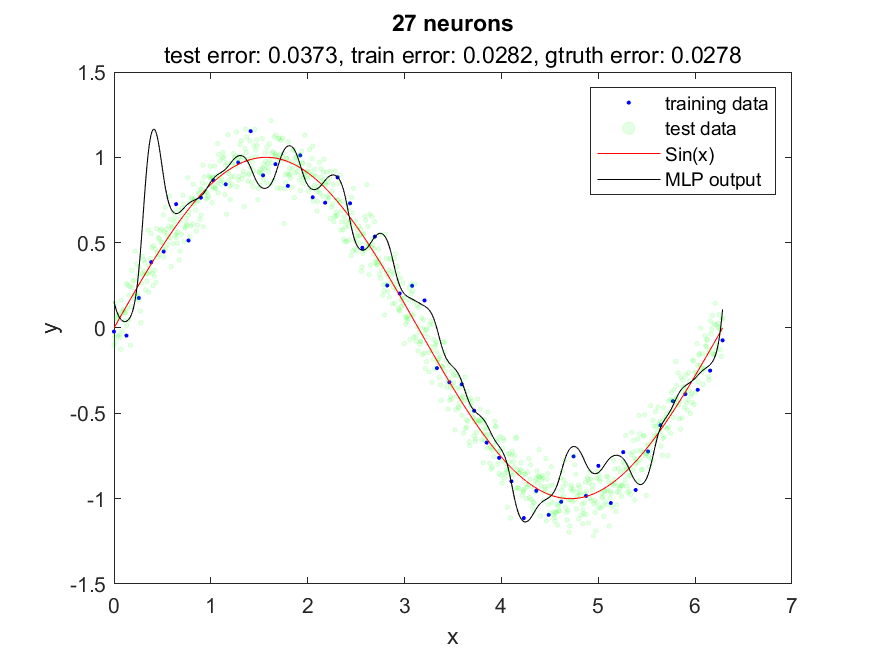 27 neurons
test error: 0.0373, train error: 0.0282, gtruth error: 0.0278
1.5
training data
test data
Sin(x)
MLP output
1
0.5
y
0
-0.5
-1
-1.5
0 1 2 3 4 5 6 7
x